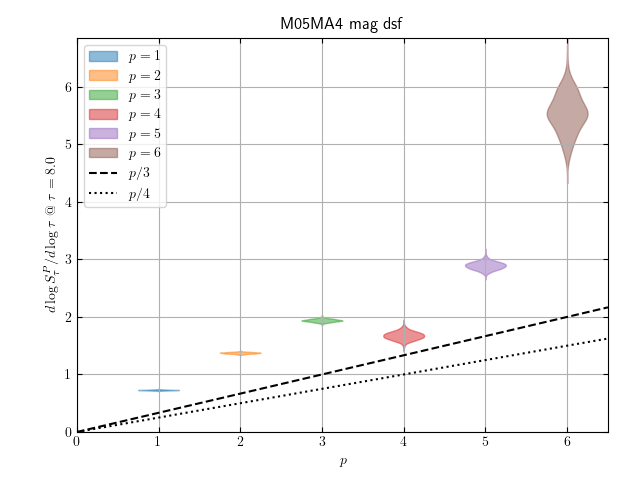 M05MA4 mag dsf
p = 1
p = 2
p = 3
p = 4
p = 5
p = 6
p/3
p/4
d log S_τ^P / d log τ @ τ = 8.0
6
5
4
3
2
1
0
0 1 2 3 4 5 6
p